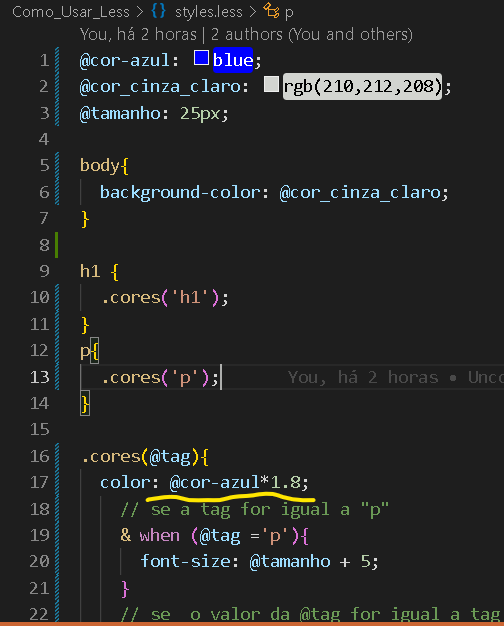 Como_Usar_Less > {} styles.less > p
You, há 2 horas | 2 authors (You and others)
1 @cor-azul: blue;
2 @cor_cinza_claro: rgb(210,212,208);
3 @tamanho: 25px;
4
5 body{
6 background-color: @cor_cinza_claro;
7 }
8
9 h1 {
10 .cores('h1');
11 }
12 p{
13 .cores('p'); You, há 2 horas • Unco
14 }
15
16 .cores(@tag){
17 color: @cor-azul*1.8;
18 // se a tag for igual a "p"
19 & when (@tag ='p'){
20 font-size: @tamanho + 5;
21 }
22 // se o valor da @tag for igual a tag